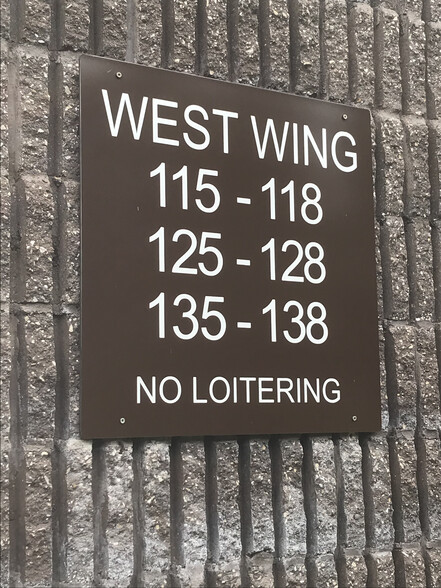 WEST WING
115 - 118
125 - 128
135 - 138
NO LOITERING